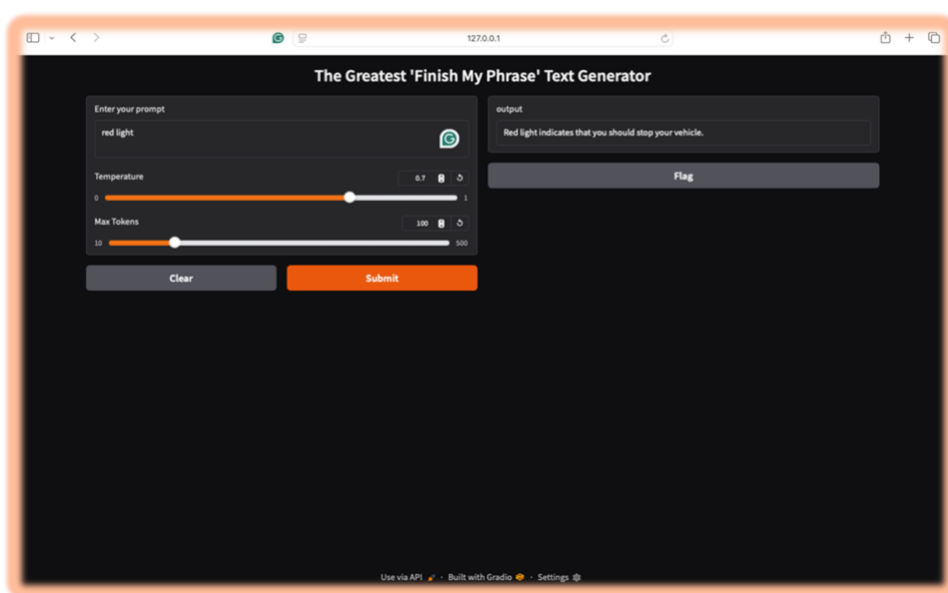 127.0.0.1
The Greatest 'Finish My Phrase' Text Generator
Enter your prompt
red light
Temperature
0.7
0
1
Max Tokens
100
10
500
Clear
Submit
output
Red light indicates that you should stop your vehicle.
Flag
Use via API · Built with Gradio · Settings